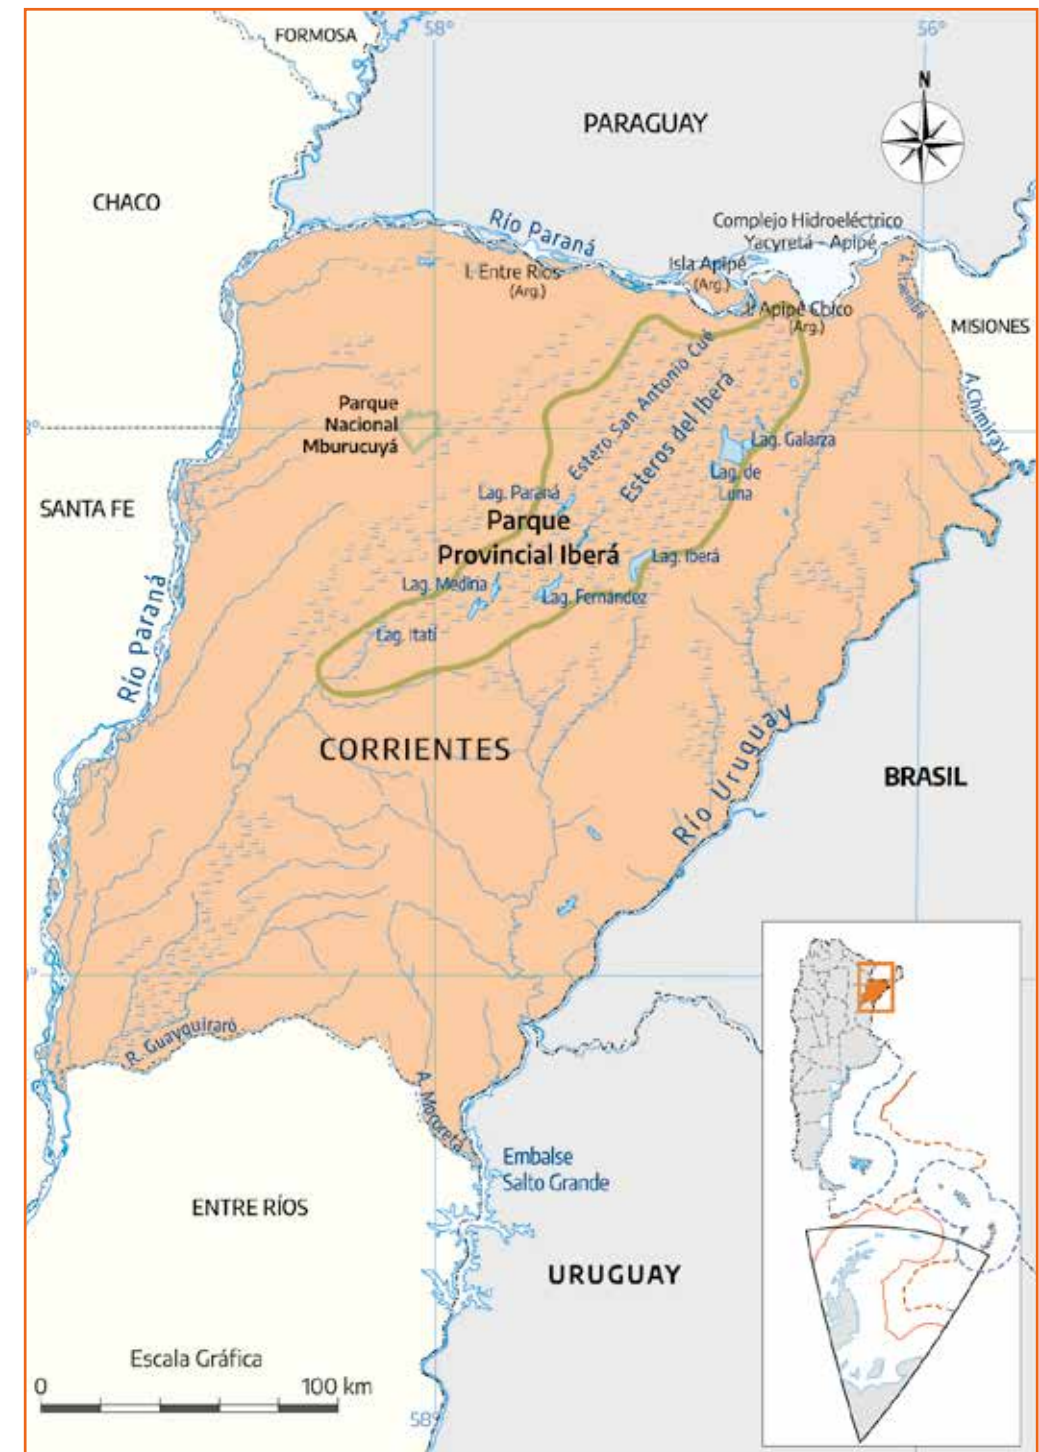 58°
56°
FORMOSA
N
PARAGUAY
CHACO
Río Paraná
Complejo Hidroeléctrico
Yacyretá - Apipé
I. Entre Ríos
(Arg.)
Isla Apipé
(Arg.)
I. Apipé Chico
(Arg.)
A. Itaembé
MISIONES
A. Chimiray
Parque
Nacional
Mburucuyá
Estero San Antonio Cué
Esteros del Iberá
Lag. Galarza
Lag. de
Luna
SANTA FE
Lag. Paraná
Parque
Provincial Iberá
Lag. Iberá
Lag. Medina
Lag. Fernández
Lag. Itatí
Río Paraná
CORRIENTES
Río Uruguay
BRASIL
R. Guayquiraró
A. Mocoretá
Embalse
Salto Grande
ENTRE RÍOS
URUGUAY
Escala Gráfica
0
100 km
58°